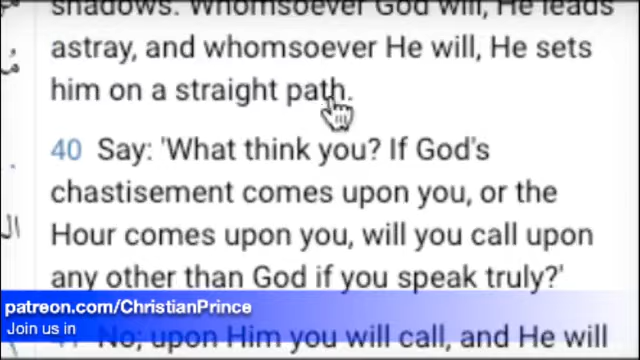 shadows. Whomsoever God will, He leads
astray, and whomsoever He will, He sets
him on a straight path.
40 Say: 'What think you? If God's
chastisement comes upon you, or the
Hour comes upon you, will you call upon
any other than God if you speak truly?'
patreon.com/ChristianPrince
Join us in
No; upon Him you will call, and He will